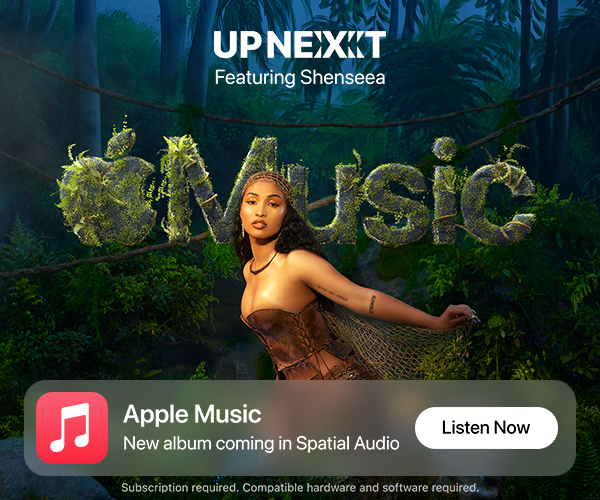 UP NEXT
Featuring Shenseea
Music
Apple Music
New album coming in Spatial Audio
Listen Now
Subscription required. Compatible hardware and software required.